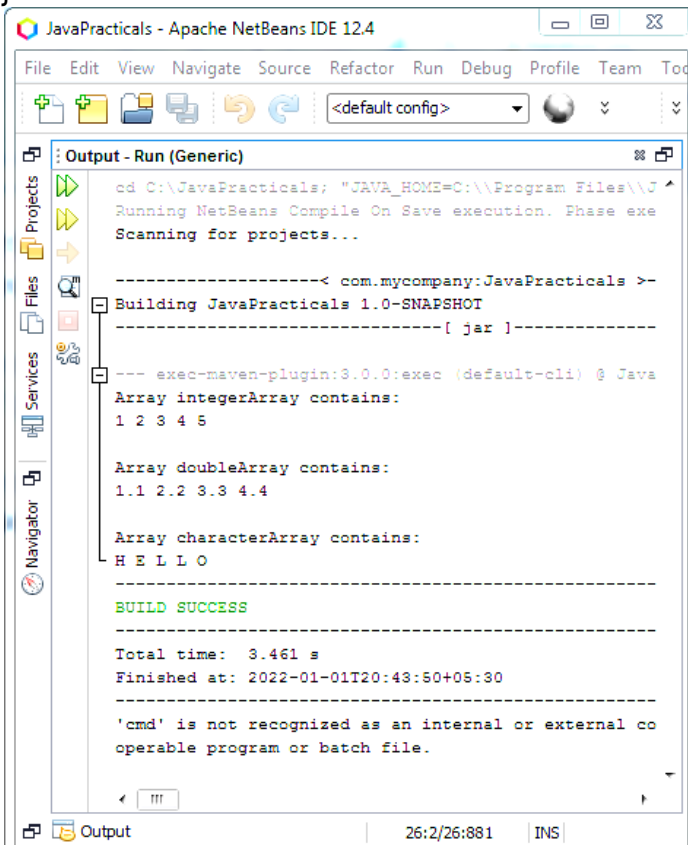 JavaPracticals - Apache NetBeans IDE 12.4
File Edit View Navigate Source Refactor Run Debug Profile Team
<default config>
Output - Run (Generic)
Projects
Files
Services
Navigator
cd C:\JavaPracticals; "JAVA_HOME=C:\\Program Files\\J
Running NetBeans Compile On Save execution. Phase exe
Scanning for projects...
---------------------< com.mycompany:JavaPracticals >-
Building JavaPracticals 1.0-SNAPSHOT
---------------------------------[ jar ]--------------
--- exec-maven-plugin:3.0.0:exec (default-cli) @ Java
Array integerArray contains:
1 2 3 4 5
Array doubleArray contains:
1.1 2.2 3.3 4.4
Array characterArray contains:
H E L L O
------------------------------------------------------
BUILD SUCCESS
------------------------------------------------------
Total time: 3.461 s
Finished at: 2022-01-01T20:43:50+05:30
------------------------------------------------------
'cmd' is not recognized as an internal or external co
operable program or batch file.
Output
26:2/26:881
INS